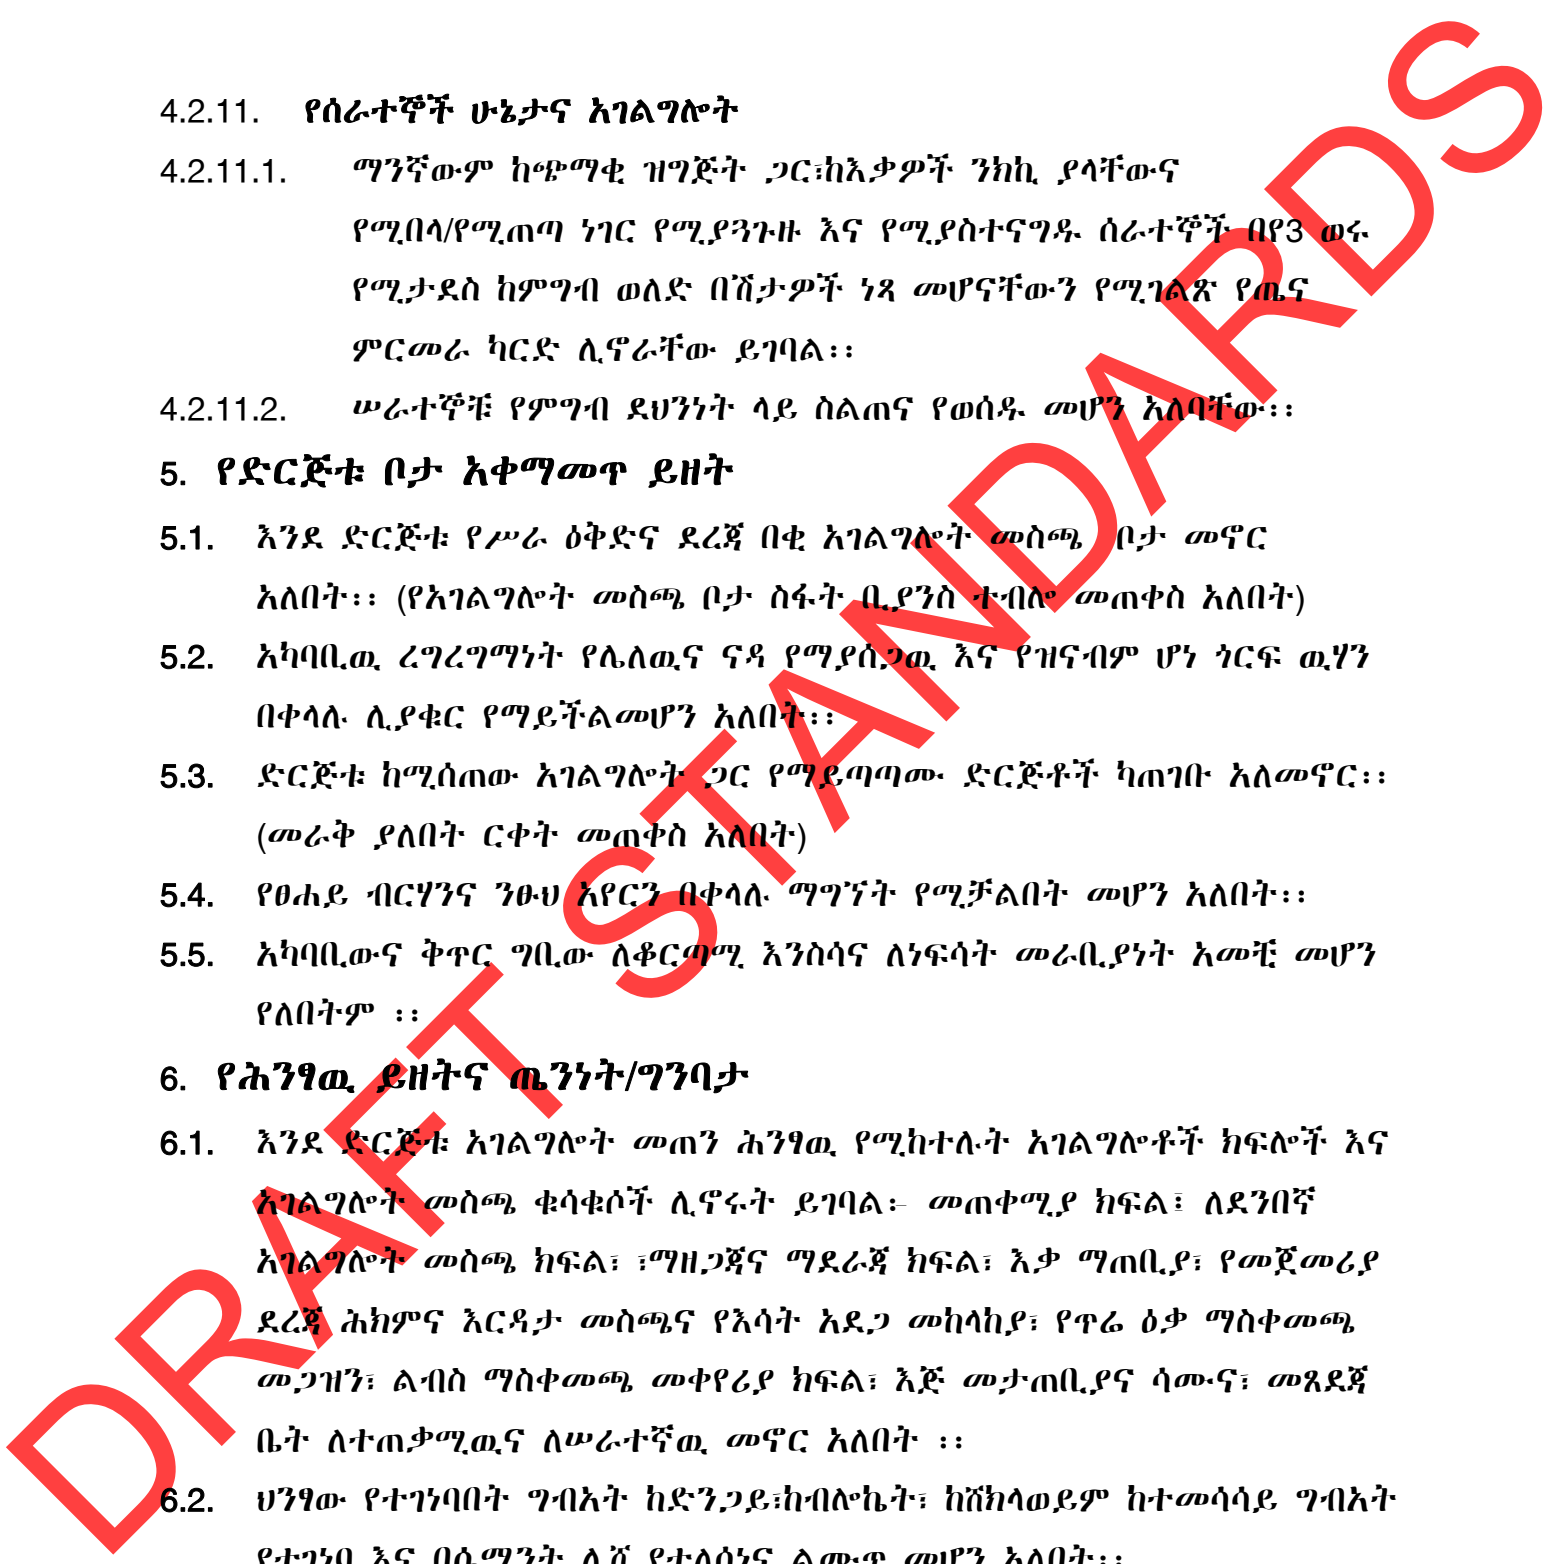 4.2.11. የሰራተኞች ሁኔታና አገልግሎት
4.2.11.1. ማንኛውም ከጭማቂ ዝግጅት ጋር፣ከእቃዎች ንክኪ ያላቸውና
የሚበላ/የሚጠጣ ነገር የሚያጓጉዙ እና የሚያስተናግዱ ሰራተኞች በየ3 ወሩ
የሚታደስ ከምግብ ወለድ በሽታዎች ነጻ መሆናቸውን የሚገልጽ የጤና
ምርመራ ካርድ ሊኖራቸው ይገባል፡፡
4.2.11.2. ሠራተኞቹ የምግብ ደህንነት ላይ ስልጠና የወሰዱ መሆን አለባቸው፡፡
5. የድርጅቱ ቦታ አቀማመጥ ይዘት
5.1. እንደ ድርጅቱ የሥራ ዕቅድና ደረጃ በቂ አገልግሎት መስጫ ቦታ መኖር
አለበት፡፡ (የአገልግሎት መስጫ ቦታ ስፋት ቢያንስ ተብሎ መጠቀስ አለበት)
5.2. አካባቢዉ ረግረግማነት የሌለዉና ናዳ የማያሰጋዉ እና የዝናብም ሆነ ጎርፍ ዉሃን
በቀላሉ ሊያቁር የማይችልመሆን አለበት፡፡
5.3. ድርጅቱ ከሚሰጠው አገልግሎት ጋር የማይጣጣሙ ድርጅቶች ካጠገቡ አለመኖር፡፡
(መራቅ ያለበት ርቀት መጠቀስ አለበት)
5.4. የፀሐይ ብርሃንና ንፁህ አየርን በቀላሉ ማግኘት የሚቻልበት መሆን አለበት፡፡
5.5. አካባቢውና ቅጥር ግቢው ለቆርጣሚ እንስሳና ለነፍሳት መራቢያነት አመቺ መሆን
የለበትም ፡፡
6. የሕንፃዉ ይዘትና ጤንነት/ግንባታ
6.1. እንደ ድርጅቱ አገልግሎት መጠን ሕንፃዉ የሚከተሉት አገልግሎቶች ክፍሎች እና
አገልግሎት መስጫ ቁሳቁሶች ሊኖሩት ይገባል፡- መጠቀሚያ ክፍል፤ ለደንበኛ
አገልግሎት መስጫ ክፍል፣ ፣ማዘጋጃና ማደራጃ ክፍል፣ እቃ ማጠቢያ፣ የመጀመሪያ
ደረጃ ሕክምና እርዳታ መስጫና የእሳት አደጋ መከላከያ፣ የጥሬ ዕቃ ማስቀመጫ
መጋዝን፣ ልብስ ማስቀመጫ መቀየሪያ ክፍል፣ እጅ መታጠቢያና ሳሙና፣ መጸደጃ
ቤት ለተጠቃሚዉና ለሠራተኛዉ መኖር አለበት ፡፡
6.2. ህንፃው የተገነባበት ግብአት ከድንጋይ፣ከብሎኬት፣ ከሸክላወይም ከተመሳሳይ ግብአት
የተገነባ እና በሲማንት ሊሾ የተለሰነና ልሙጥ መሆን አለበት፡፡
DRAFT STANDARDS